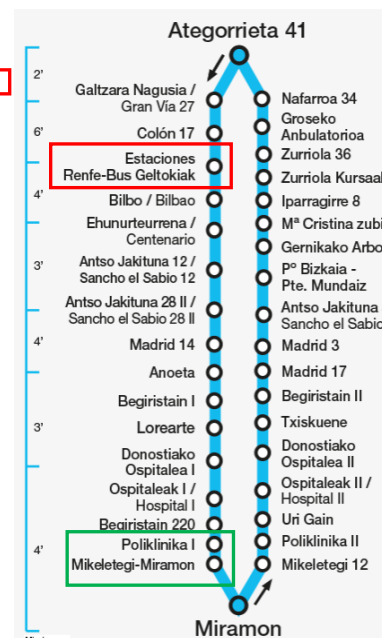 Ategorrieta 41
2'
6'
4'
3'
4'
3'
4'
Galtzara Nagusia /
Gran Vía 27
Colón 17
Estaciones
Renfe-Bus Geltokiak
Bilbo / Bilbao
Ehunurteurrena /
Centenario
Antso Jakituna 12 /
Sancho el Sabio 12
Antso Jakituna 28 II /
Sancho el Sabio 28 II
Madrid 14
Anoeta
Begiristain I
Lorearte
Donostiako
Ospitalea I
Ospitaleak I /
Hospital I
Begiristain 220
Poliklinika I
Mikeletegi-Miramon
Nafarroa 34
Groseko
Anbulatorioa
Zurriola 36
Zurriola Kursaal
Iparragirre 8
Mª Cristina zubi
Gernikako Arbo
Pº Bizkaia -
Pte. Mundaiz
Antso Jakituna
Sancho el Sabio
Madrid 3
Madrid 17
Begiristain II
Txiskuene
Donostiako
Ospitalea II
Ospitaleak II /
Hospital II
Uri Gain
Poliklinika II
Mikeletegi 12
Miramon